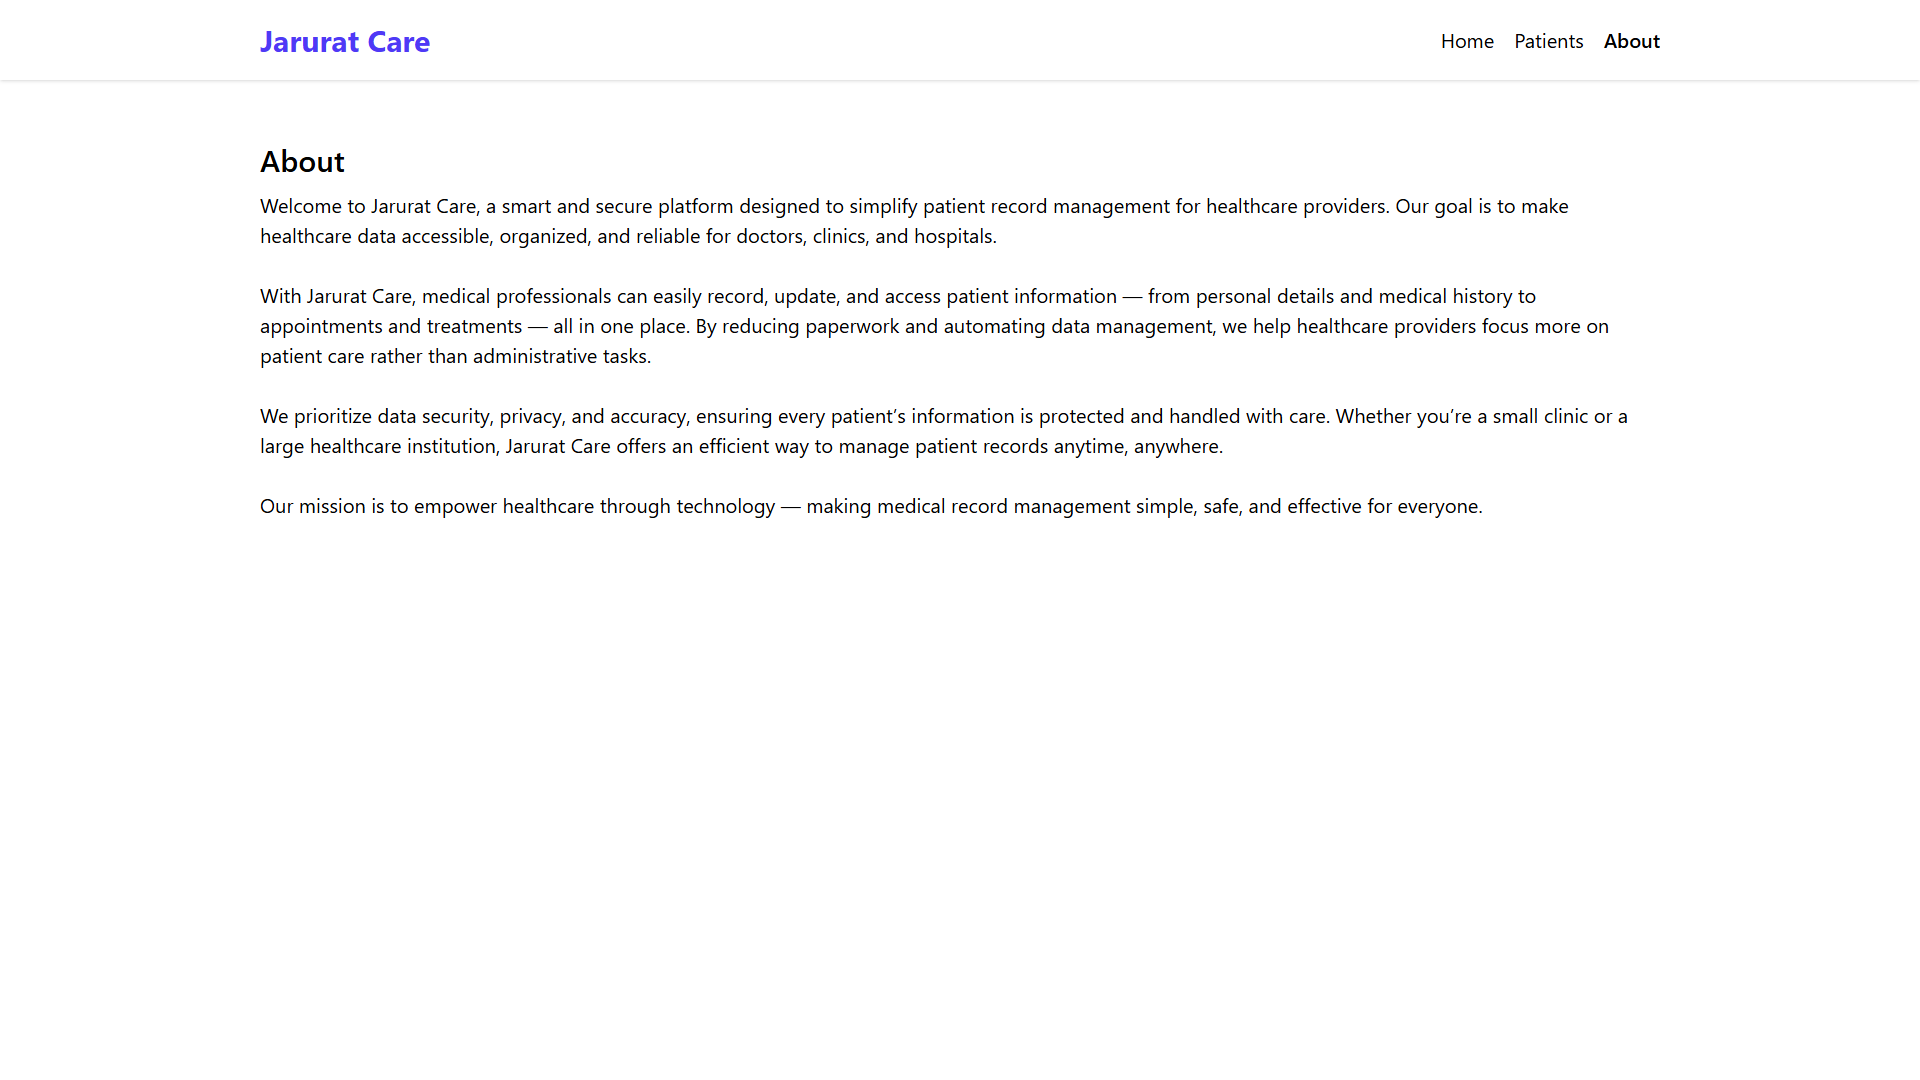 Jarurat Care
Home Patients About
About
Welcome to Jarurat Care, a smart and secure platform designed to simplify patient record management for healthcare providers. Our goal is to make
healthcare data accessible, organized, and reliable for doctors, clinics, and hospitals.
With Jarurat Care, medical professionals can easily record, update, and access patient information — from personal details and medical history to
appointments and treatments — all in one place. By reducing paperwork and automating data management, we help healthcare providers focus more on
patient care rather than administrative tasks.
We prioritize data security, privacy, and accuracy, ensuring every patient’s information is protected and handled with care. Whether you’re a small clinic or a
large healthcare institution, Jarurat Care offers an efficient way to manage patient records anytime, anywhere.
Our mission is to empower healthcare through technology — making medical record management simple, safe, and effective for everyone.